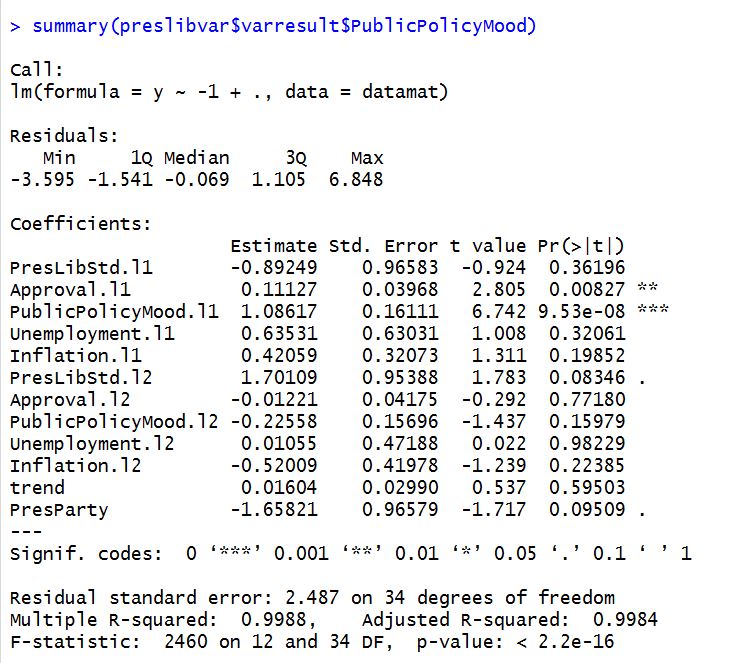 > summary(preslibvar$varresult$PublicPolicyMood)
Call:
lm(formula = y ~ -1 + ., data = datamat)
Residuals:
Min 1Q Median 3Q Max
-3.595 -1.541 -0.069 1.105 6.848
Coefficients:
Estimate Std. Error t value Pr(>|t|)
PresLibStd.l1 -0.89249 0.96583 -0.924 0.36196
Approval.l1 0.11127 0.03968 2.805 0.00827 **
PublicPolicyMood.l1 1.08617 0.16111 6.742 9.53e-08 ***
Unemployment.l1 0.63531 0.63031 1.008 0.32061
Inflation.l1 0.42059 0.32073 1.311 0.19852
PresLibStd.l2 1.70109 0.95388 1.783 0.08346 .
Approval.l2 -0.01221 0.04175 -0.292 0.77180
PublicPolicyMood.l2 -0.22558 0.15696 -1.437 0.15979
Unemployment.l2 0.01055 0.47188 0.022 0.98229
Inflation.l2 -0.52009 0.41978 -1.239 0.22385
trend 0.01604 0.02990 0.537 0.59503
PresParty -1.65821 0.96579 -1.717 0.09509 .
---
Signif. codes: 0 ‘***’ 0.001 ‘**’ 0.01 ‘*’ 0.05 ‘.’ 0.1 ‘ ’ 1
Residual standard error: 2.487 on 34 degrees of freedom
Multiple R-squared: 0.9988, Adjusted R-squared: 0.9984
F-statistic: 2460 on 12 and 34 DF, p-value: < 2.2e-16